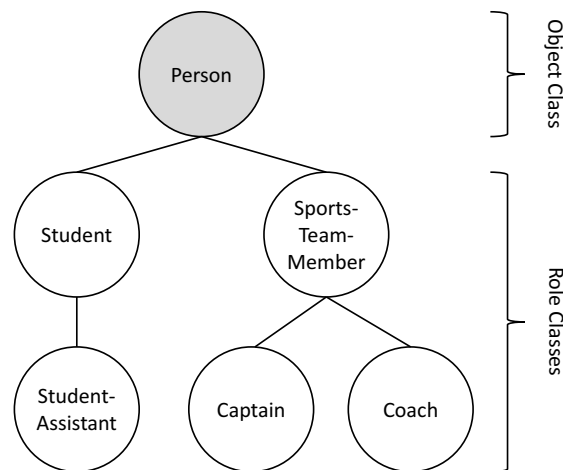 Person
Object Class
Student
Sports-
Team-
Member
Role Classes
Student-
Assistant
Captain
Coach